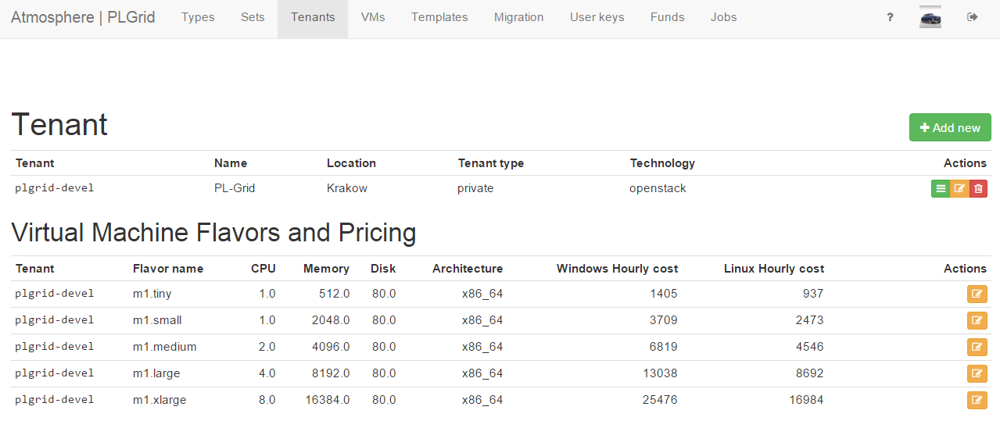 Atmosphere | PLGrid Types Sets Tenants VMs Templates Migration User keys Funds Jobs ?
Tenant
Add new
Tenant Name Location Tenant type Technology Actions
plgrid-devel PL-Grid Krakow private openstack
Virtual Machine Flavors and Pricing
Tenant Flavor name CPU Memory Disk Architecture Windows Hourly cost Linux Hourly cost Actions
plgrid-devel m1.tiny 1.0 512.0 80.0 x86_64 1405 937
plgrid-devel m1.small 1.0 2048.0 80.0 x86_64 3709 2473
plgrid-devel m1.medium 2.0 4096.0 80.0 x86_64 6819 4546
plgrid-devel m1.large 4.0 8192.0 80.0 x86_64 13038 8692
plgrid-devel m1.xlarge 8.0 16384.0 80.0 x86_64 25476 16984